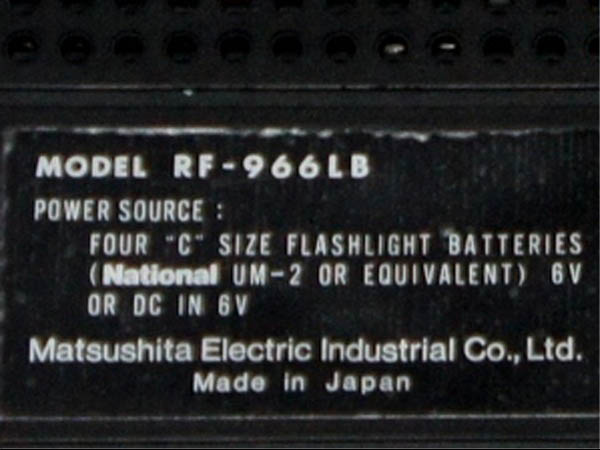 MODEL RF-966LB
POWER SOURCE :
FOUR "C" SIZE FLASHLIGHT BATTERIES
(National UM-2 OR EQUIVALENT) 6V
OR DC IN 6V
Matsushita Electric Industrial Co., Ltd.
Made in Japan